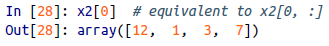 In [28]: x2[0]  # equivalent to x2[0, :]
Out[28]: array([12,  1,  3,  7])